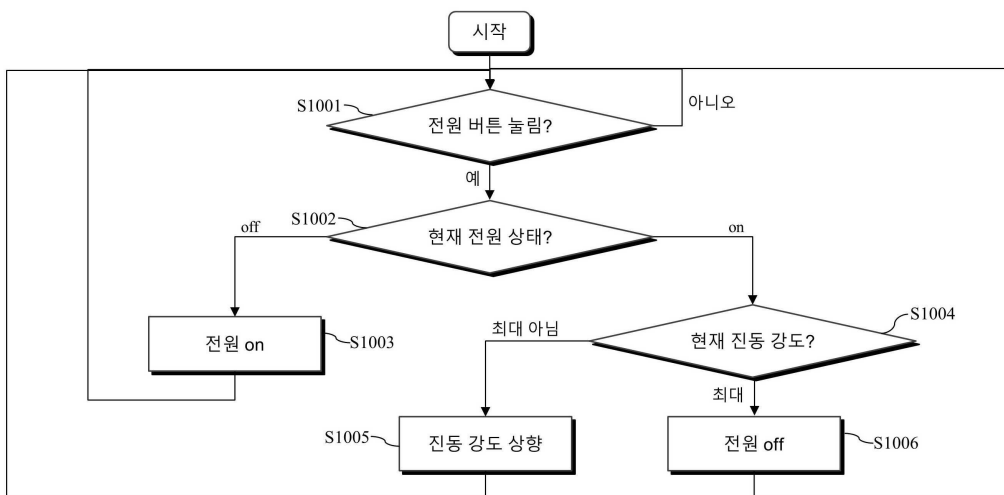 시작
S1001
전원 버튼 눌림?
아니오
예
S1002
off
현재 전원 상태?
on
전원 on
S1003
최대 아님
현재 진동 강도?
S1004
최대
S1005
진동 강도 상향
전원 off
S1006